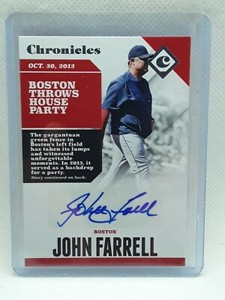 Chronicles
OCT. 30, 2013
BOSTON
THROWS
HOUSE
PARTY
The gargantuan
green fence in
Boston's left field
has taken its lumps
and witnessed
unforgettable
moments. In 2013, it
served as a backdrop
for a party.
Story continued on back
C
John Farrell
BOSTON
JOHN FARRELL